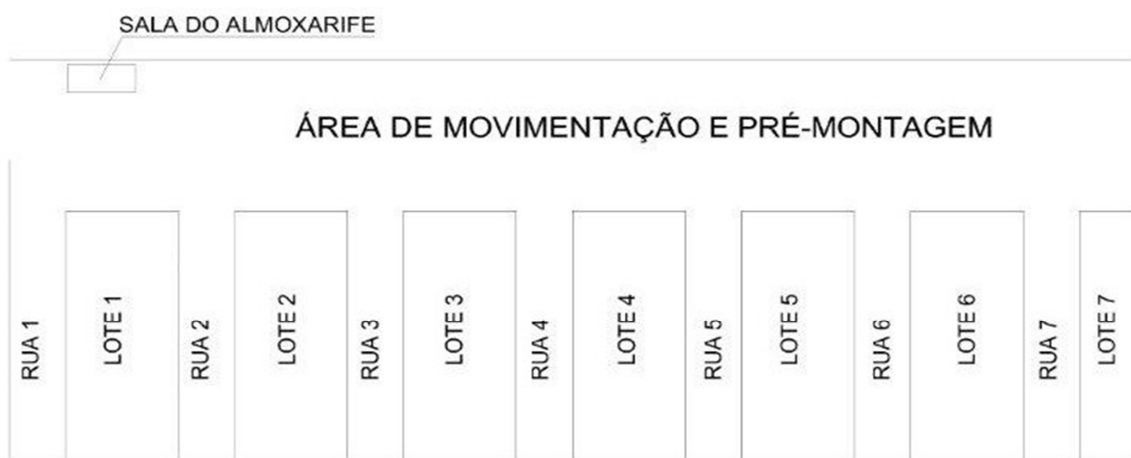 SALA DO ALMOXARIFE
ÁREA DE MOVIMENTAÇÃO E PRÉ-MONTAGEM
RUA 1
LOTE 1
RUA 2
LOTE 2
RUA 3
LOTE 3
RUA 4
LOTE 4
RUA 5
LOTE 5
RUA 6
LOTE 6
RUA 7
LOTE 7